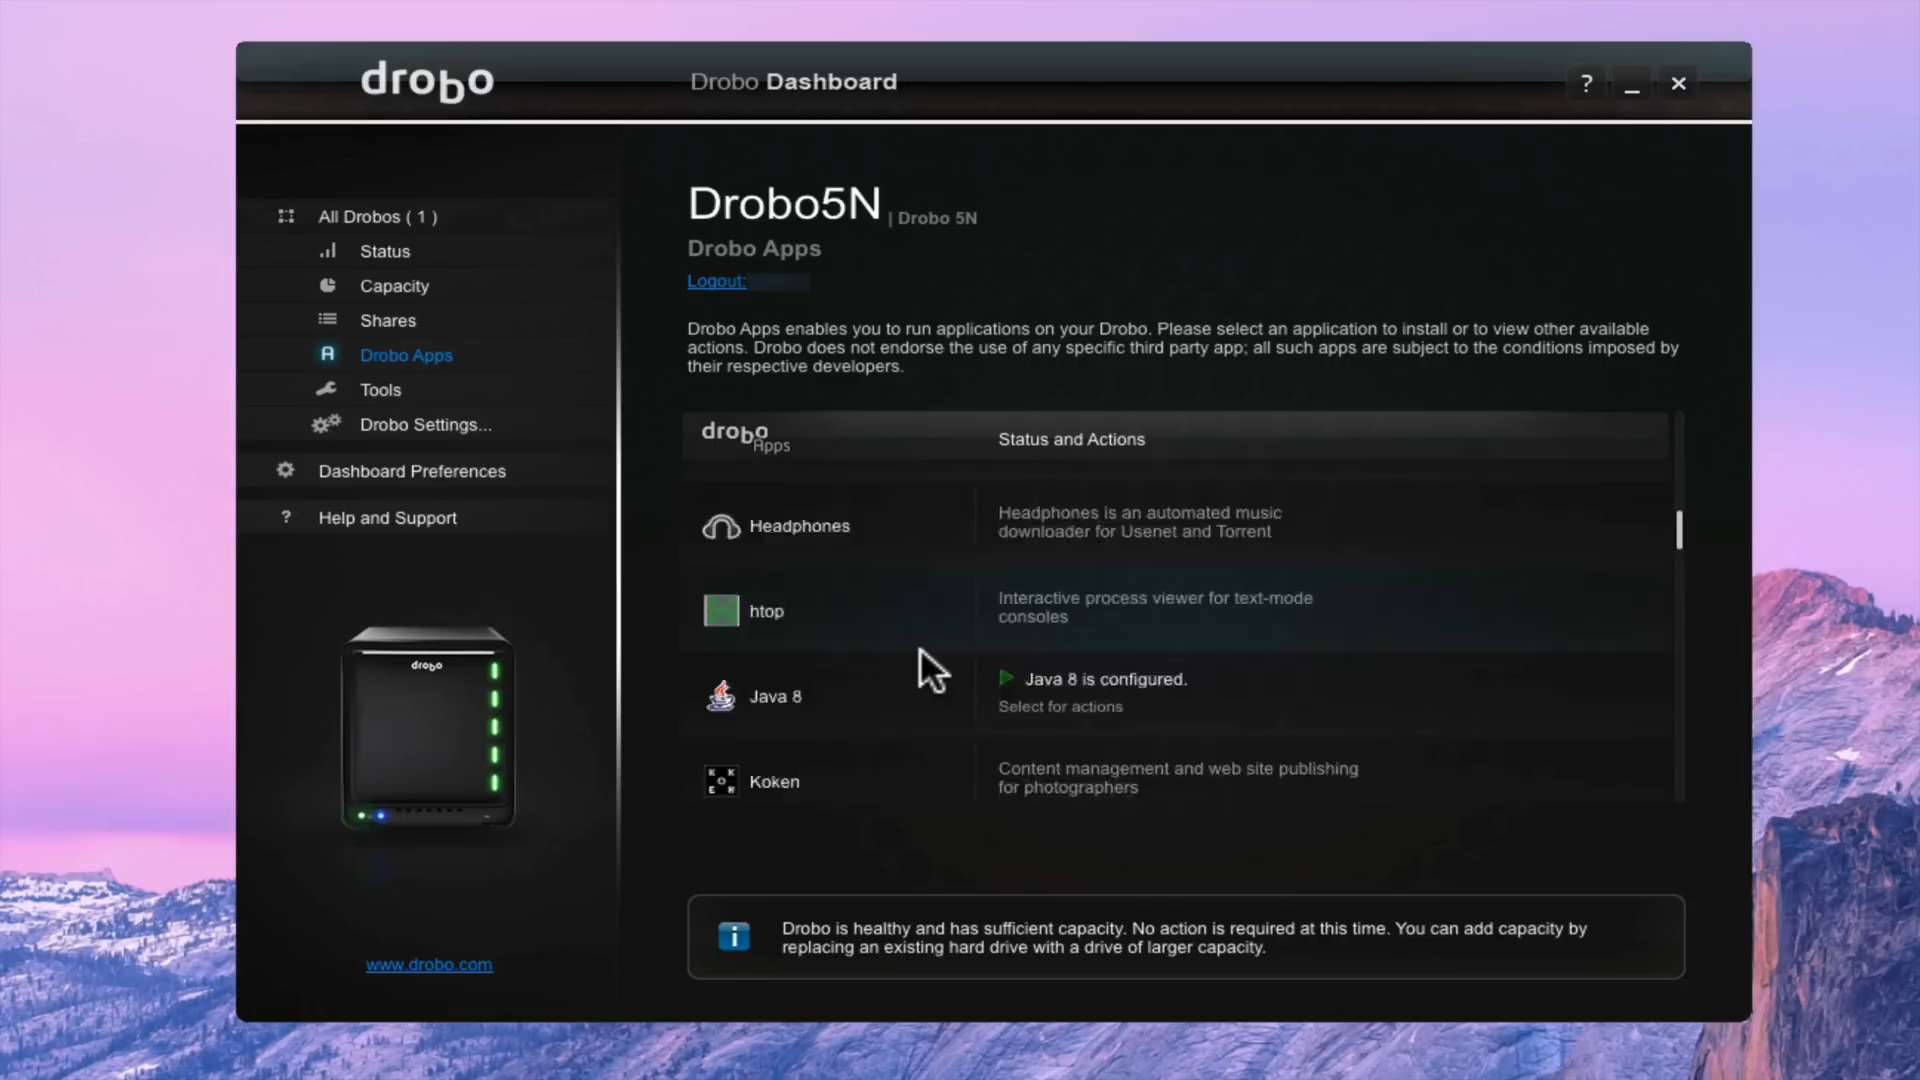 drobo
Drobo Dashboard
?
All Drobos ( 1 )
Status
Capacity
Shares
Drobo Apps
Tools
Drobo Settings...
Dashboard Preferences
? Help and Support
drobo
www.drobo.com
Drobo5N | Drobo 5N
Drobo Apps
Logout:
Drobo Apps enables you to run applications on your Drobo. Please select an application to install or to view other available
actions. Drobo does not endorse the use of any specific third party app; all such apps are subject to the conditions imposed by
their respective developers.
drobo Apps
Status and Actions
Headphones
Headphones is an automated music
downloader for Usenet and Torrent
htop
Interactive process viewer for text-mode
consoles
Java 8
Java 8 is configured.
Select for actions
KOKEN
Koken
Content management and web site publishing
for photographers
Drobo is healthy and has sufficient capacity. No action is required at this time. You can add capacity by
replacing an existing hard drive with a drive of larger capacity.